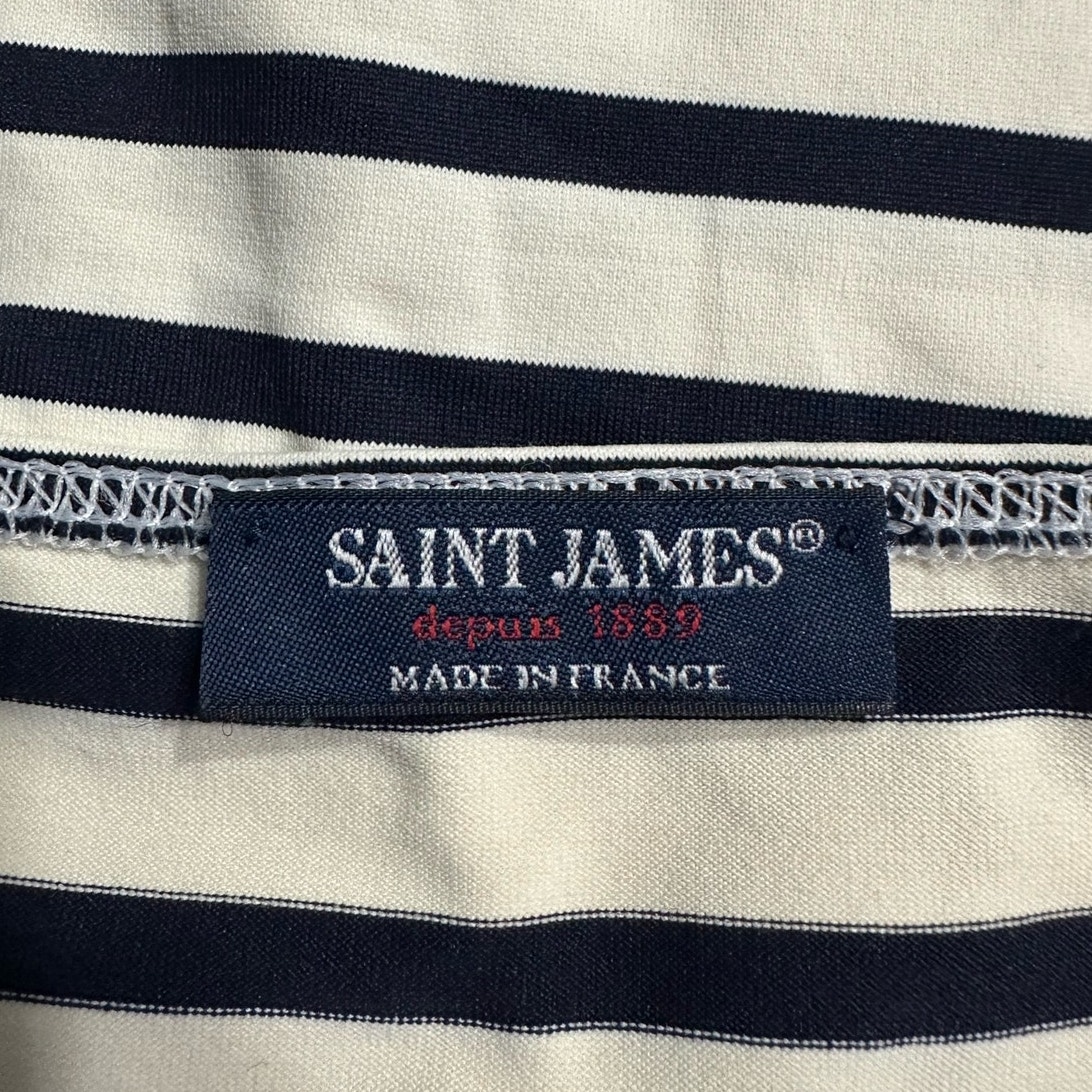 SAINT JAMES®
depuis 1889
MADE IN FRANCE